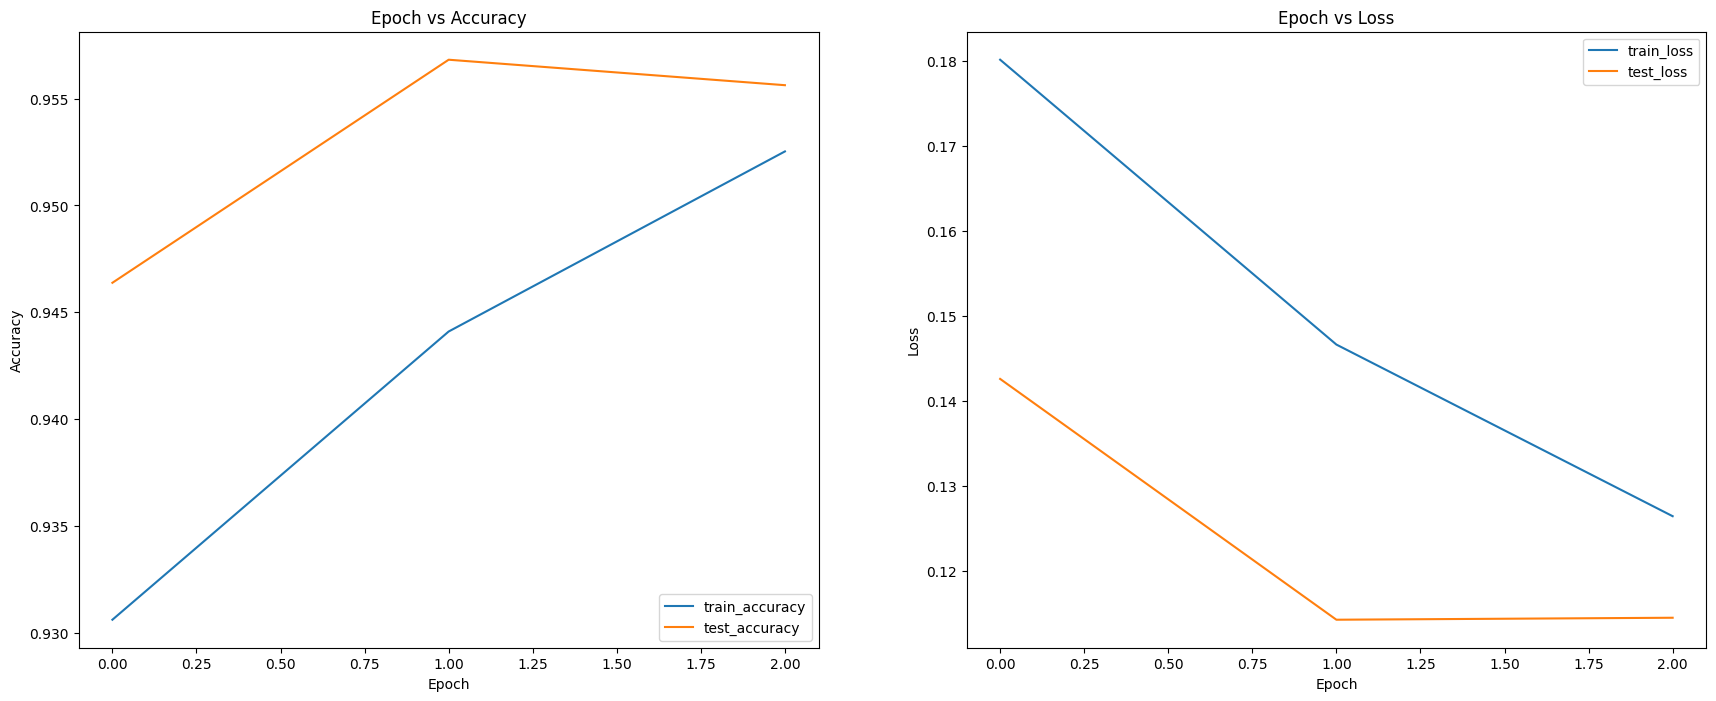 Epoch vs Accuracy
Accuracy
0.955
0.950
0.945
0.940
0.935
0.930
train_accuracy
test_accuracy
0.00 0.25 0.50 0.75 1.00 1.25 1.50 1.75 2.00
Epoch
Epoch vs Loss
Loss
train_loss
test_loss
0.18
0.17
0.16
0.15
0.14
0.13
0.12
0.00 0.25 0.50 0.75 1.00 1.25 1.50 1.75 2.00
Epoch